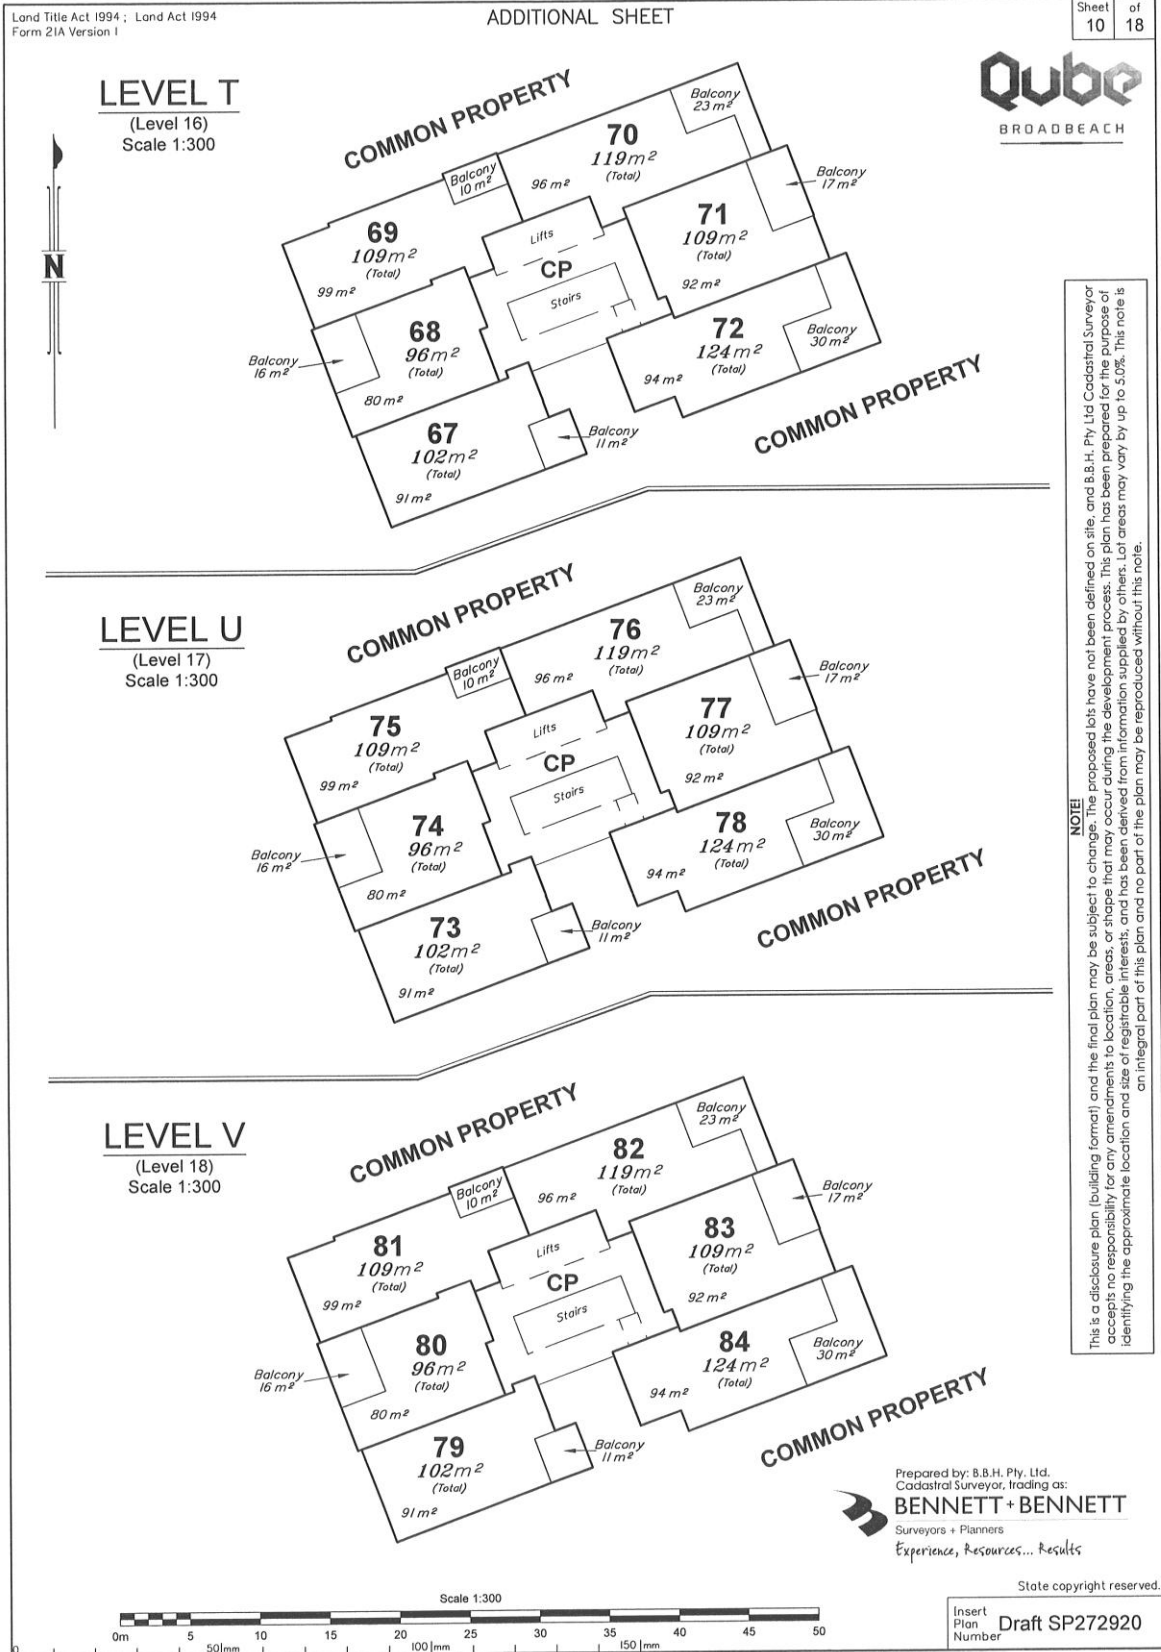 Land Title Act 1994 ; Land Act 1994
Form 21A Version 1
ADDITIONAL SHEET
Sheet of
10 18
Qube
BROADBEACH
LEVEL T
(Level 16)
Scale 1:300
N
COMMON PROPERTY
Balcony
23 m²
70
119m²
(Total)
96 m²
Balcony
10 m²
Balcony
17 m²
69
109m²
(Total)
99 m²
71
109m²
(Total)
92 m²
Lifts
CP
Stairs
68
96m²
(Total)
80 m²
Balcony
16 m²
72
124m²
(Total)
94 m²
Balcony
30 m²
67
102m²
(Total)
91 m²
Balcony
11 m²
COMMON PROPERTY
LEVEL U
(Level 17)
Scale 1:300
COMMON PROPERTY
Balcony
23 m²
76
119m²
(Total)
96 m²
Balcony
10 m²
Balcony
17 m²
75
109m²
(Total)
99 m²
77
109m²
(Total)
92 m²
Lifts
CP
Stairs
74
96m²
(Total)
80 m²
Balcony
16 m²
78
124m²
(Total)
94 m²
Balcony
30 m²
73
102m²
(Total)
91 m²
Balcony
11 m²
COMMON PROPERTY
LEVEL V
(Level 18)
Scale 1:300
COMMON PROPERTY
Balcony
23 m²
82
119m²
(Total)
96 m²
Balcony
10 m²
Balcony
17 m²
81
109m²
(Total)
99 m²
83
109m²
(Total)
92 m²
Lifts
CP
Stairs
80
96m²
(Total)
80 m²
Balcony
16 m²
84
124m²
(Total)
94 m²
Balcony
30 m²
79
102m²
(Total)
91 m²
Balcony
11 m²
COMMON PROPERTY
NOTE!
This is a disclosure plan (building format) and the final plan may be subject to change. The proposed lots have not been defined on site, and B.B.H. Pty Ltd Cadastral Surveyor
accepts no responsibility for any amendments to location, areas, or shape that may occur during the development process. This plan has been prepared for the purpose of
identifying the approximate location and size of registrable interests, and has been derived from information supplied by others. Lot areas may vary by up to 5.0%. This note is
an integral part of this plan and no part of the plan may be reproduced without this note.
Prepared by: B.B.H. Pty. Ltd.
Cadastral Surveyor, trading as:
BENNETT+BENNETT
Surveyors + Planners
Experience, Resources... Results
State copyright reserved.
Scale 1:300
0m 5 10 15 20 25 30 35 40 45 50
0 50|mm 100|mm 150|mm
Insert
Plan
Number
Draft SP272920